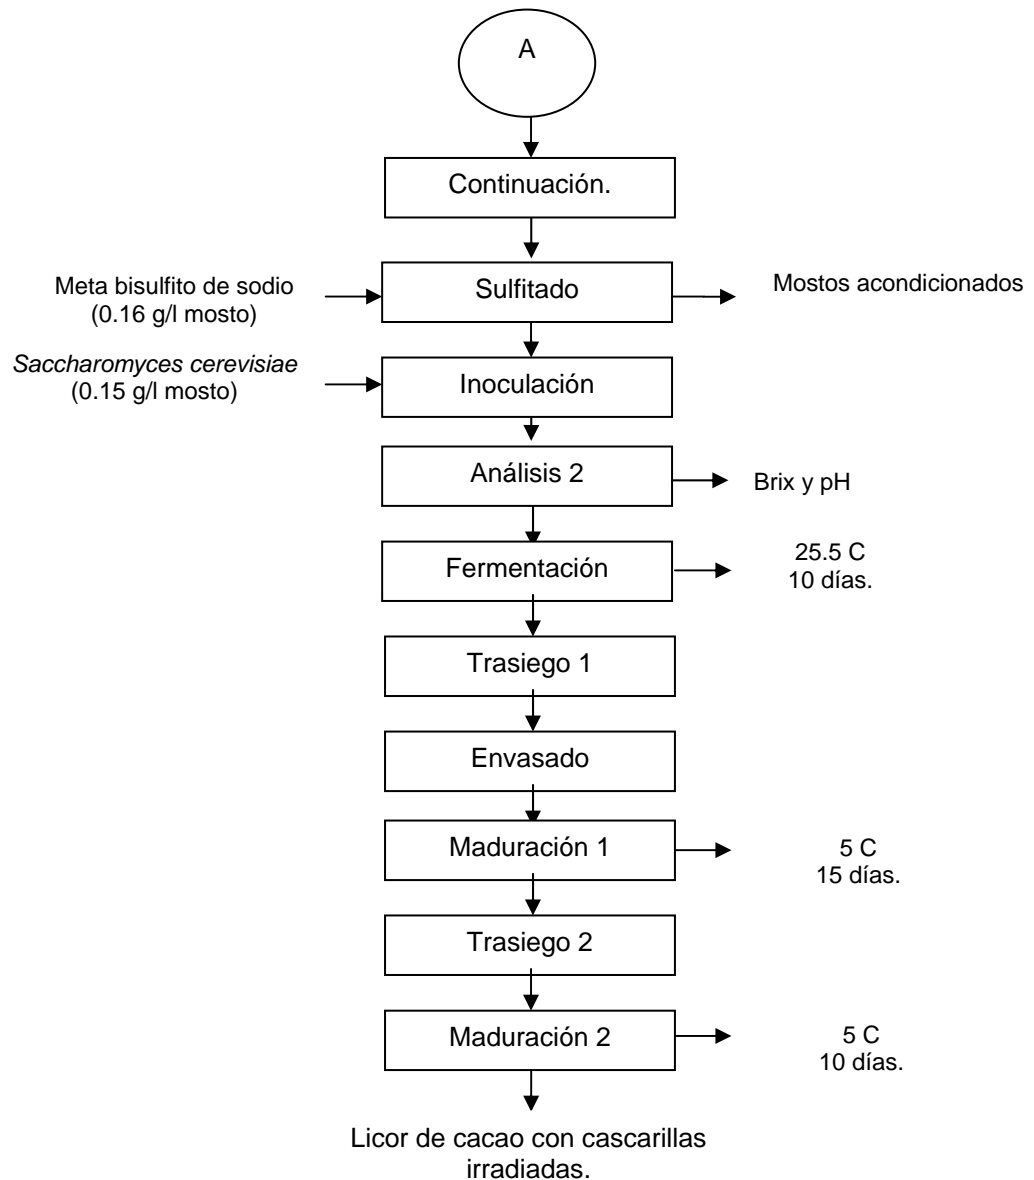 A
Continuación.
Meta bisulfito de sodio
(0.16 g/l mosto)
Sulfitado
Mostos acondicionados
Saccharomyces cerevisiae
(0.15 g/l mosto)
Inoculación
Análisis 2
Brix y pH
Fermentación
25.5 C
10 días.
Trasiego 1
Envasado
Maduración 1
5 C
15 días.
Trasiego 2
Maduración 2
5 C
10 días.
Licor de cacao con cascarillas
irradiadas.